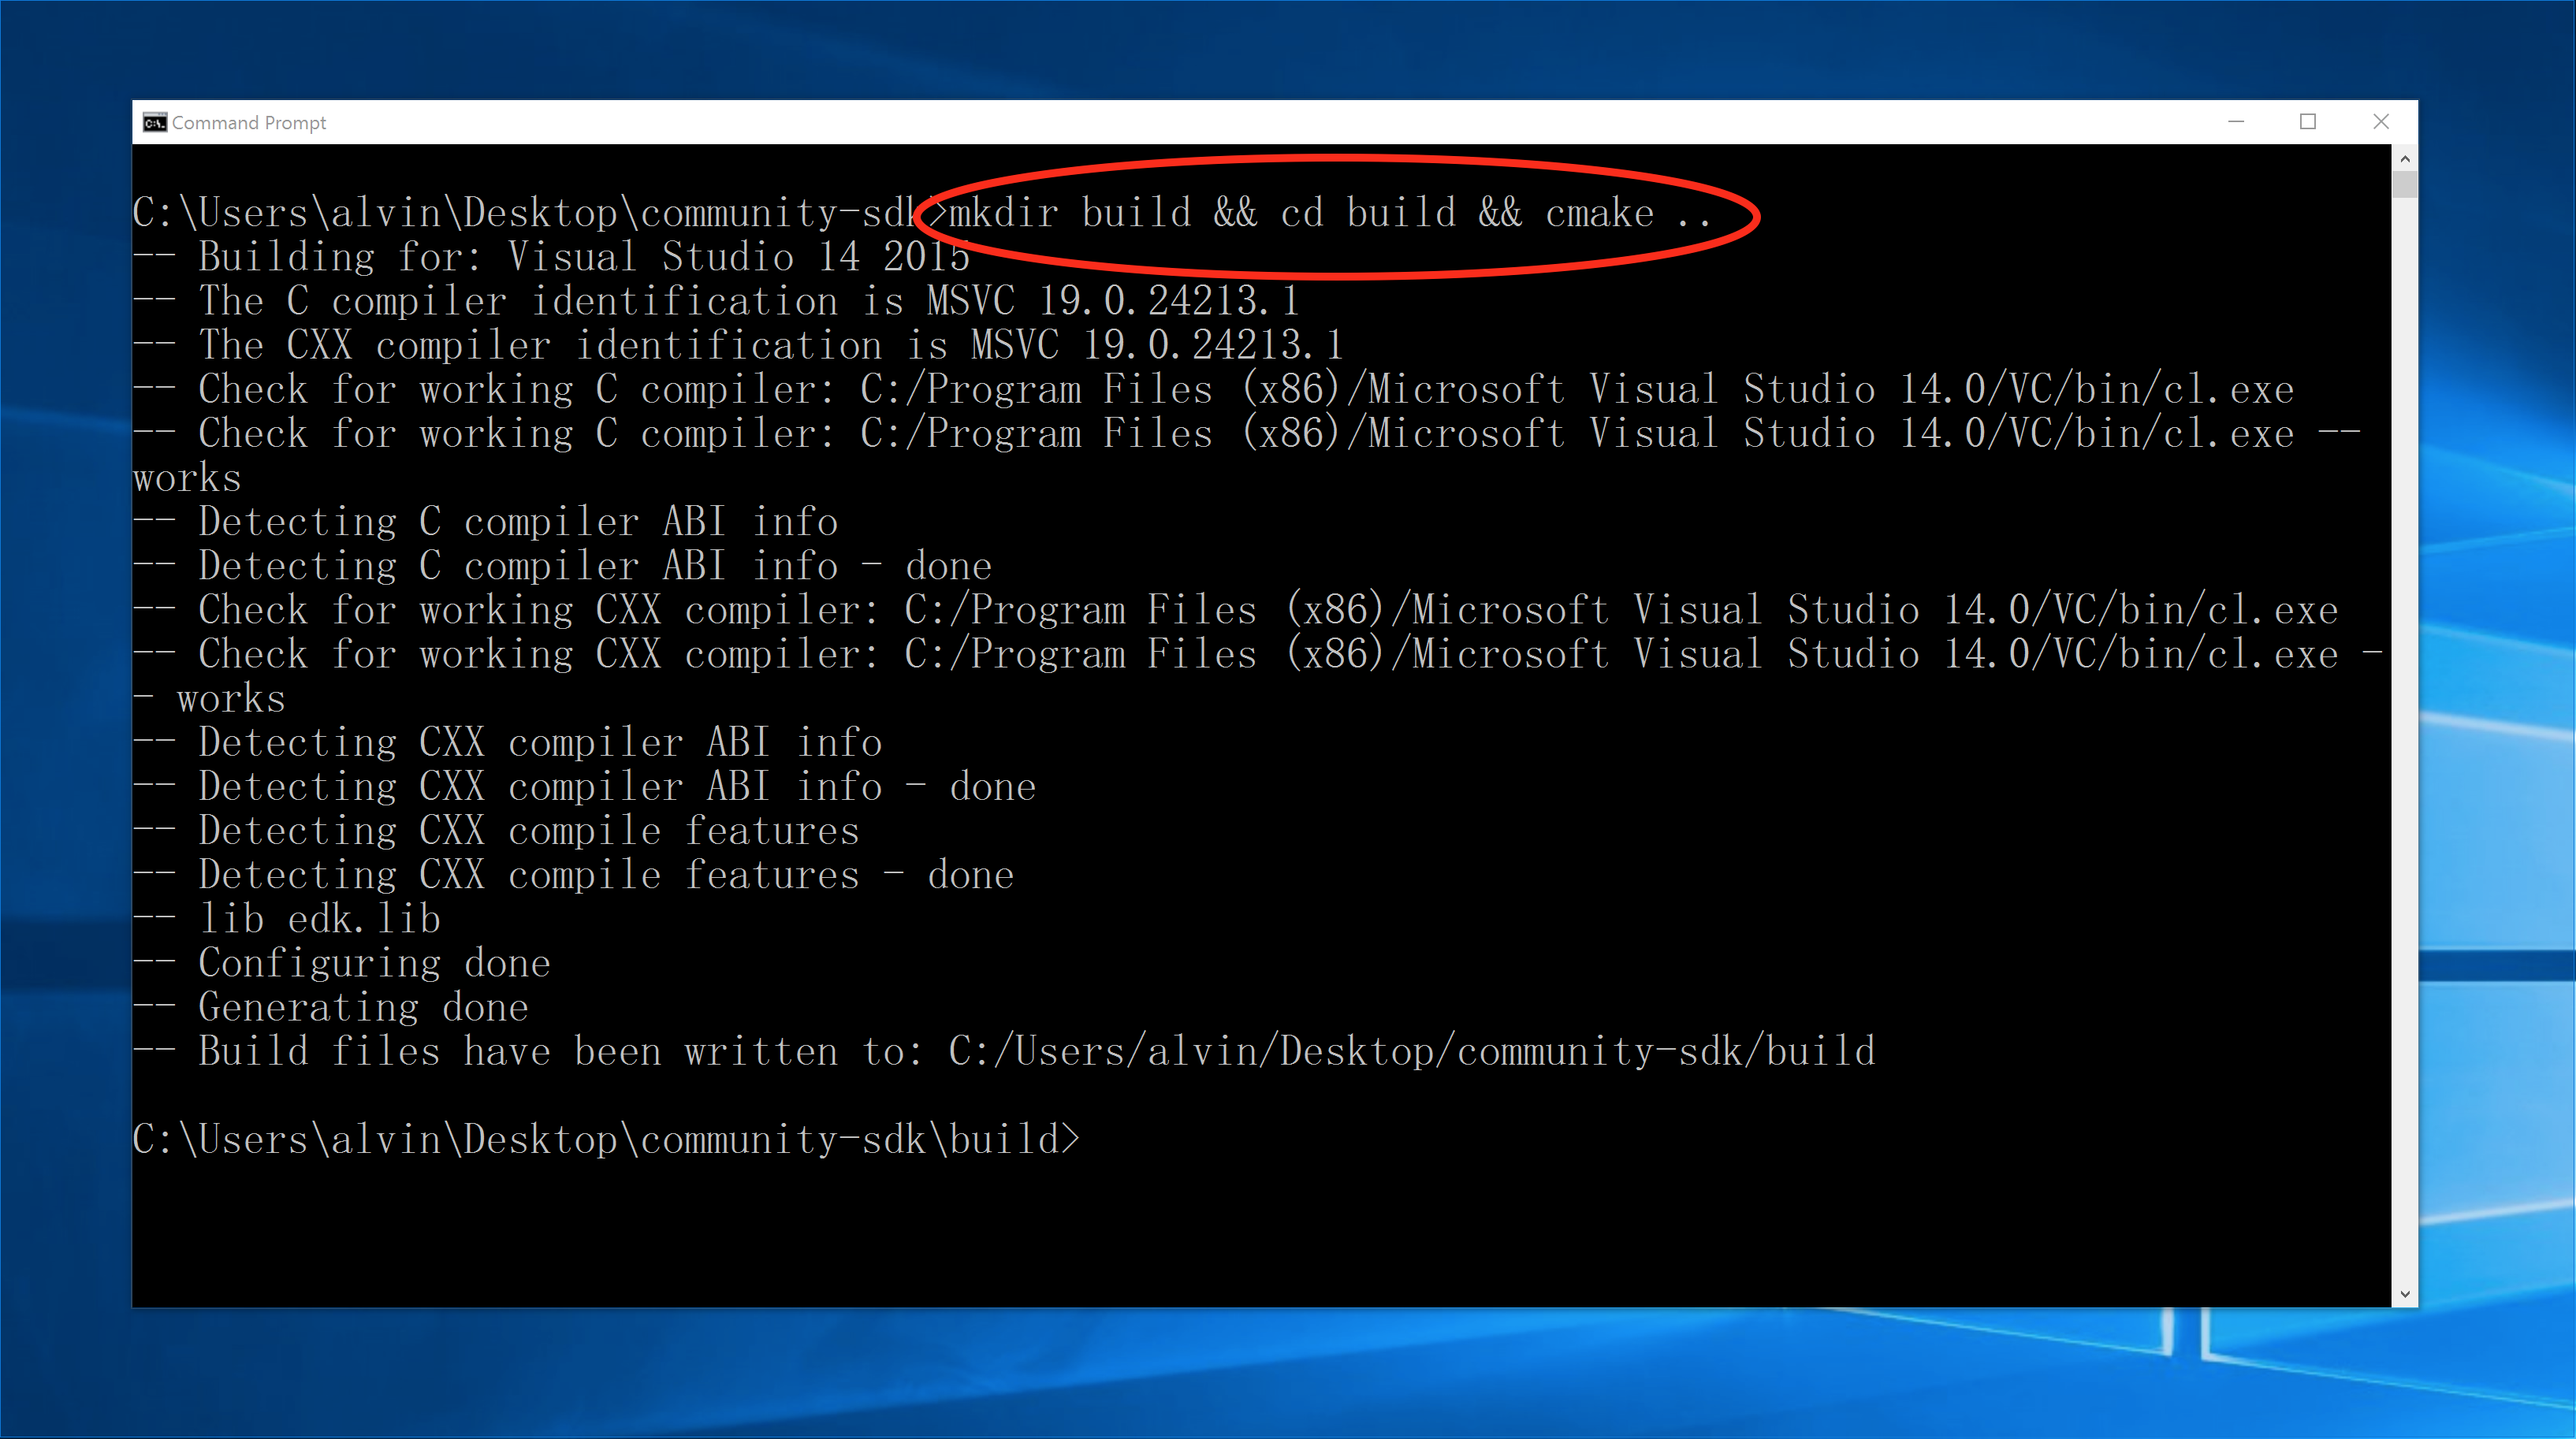 Command Prompt
C:\Users\alvin\Desktop\community-sdk>mkdir build && cd build && cmake ..
-- Building for: Visual Studio 14 2015
-- The C compiler identification is MSVC 19.0.24213.1
-- The CXX compiler identification is MSVC 19.0.24213.1
-- Check for working C compiler: C:/Program Files (x86)/Microsoft Visual Studio 14.0/VC/bin/cl.exe
-- Check for working C compiler: C:/Program Files (x86)/Microsoft Visual Studio 14.0/VC/bin/cl.exe --
works
-- Detecting C compiler ABI info
-- Detecting C compiler ABI info - done
-- Check for working CXX compiler: C:/Program Files (x86)/Microsoft Visual Studio 14.0/VC/bin/cl.exe
-- Check for working CXX compiler: C:/Program Files (x86)/Microsoft Visual Studio 14.0/VC/bin/cl.exe -
- works
-- Detecting CXX compiler ABI info
-- Detecting CXX compiler ABI info - done
-- Detecting CXX compile features
-- Detecting CXX compile features - done
-- lib edk.lib
-- Configuring done
-- Generating done
-- Build files have been written to: C:/Users/alvin/Desktop/community-sdk/build
C:\Users\alvin\Desktop\community-sdk\build>